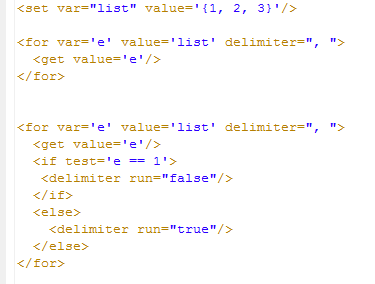 <set var="list" value='{1, 2, 3}'/>
<for var='e' value='list' delimiter=", ">
<get value='e'/>
</for>
<for var='e' value='list' delimiter=", ">
<get value='e'/>
<if test='e == 1'>
<delimiter run="false"/>
</if>
<else>
<delimiter run="true"/>
</else>
</for>